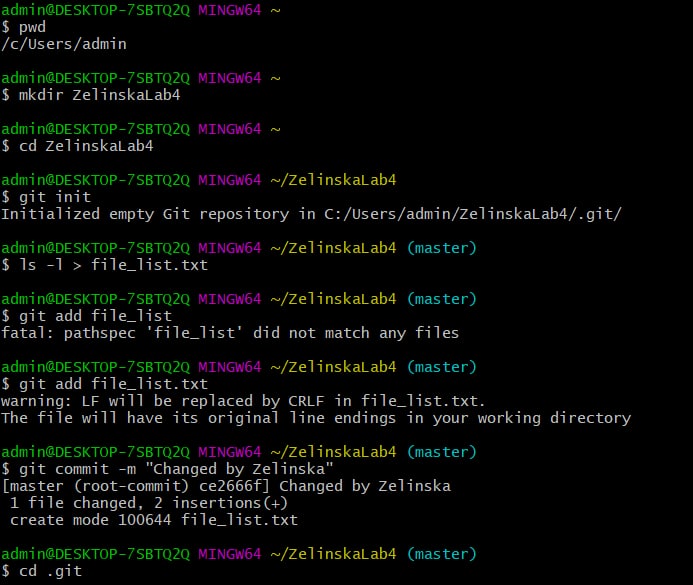 admin@DESKTOP-7SBTQ2Q MINGW64 ~
$ pwd
/c/Users/admin
admin@DESKTOP-7SBTQ2Q MINGW64 ~
$ mkdir ZelinskaLab4
admin@DESKTOP-7SBTQ2Q MINGW64 ~
$ cd ZelinskaLab4
admin@DESKTOP-7SBTQ2Q MINGW64 ~/ZelinskaLab4
$ git init
Initialized empty Git repository in C:/Users/admin/ZelinskaLab4/.git/
admin@DESKTOP-7SBTQ2Q MINGW64 ~/ZelinskaLab4 (master)
$ ls -l > file_list.txt
admin@DESKTOP-7SBTQ2Q MINGW64 ~/ZelinskaLab4 (master)
$ git add file_list
fatal: pathspec 'file_list' did not match any files
admin@DESKTOP-7SBTQ2Q MINGW64 ~/ZelinskaLab4 (master)
$ git add file_list.txt
warning: LF will be replaced by CRLF in file_list.txt.
The file will have its original line endings in your working directory
admin@DESKTOP-7SBTQ2Q MINGW64 ~/ZelinskaLab4 (master)
$ git commit -m "Changed by Zelinska"
[master (root-commit) ce2666f] Changed by Zelinska
 1 file changed, 2 insertions(+)
 create mode 100644 file_list.txt
admin@DESKTOP-7SBTQ2Q MINGW64 ~/ZelinskaLab4 (master)
$ cd .git